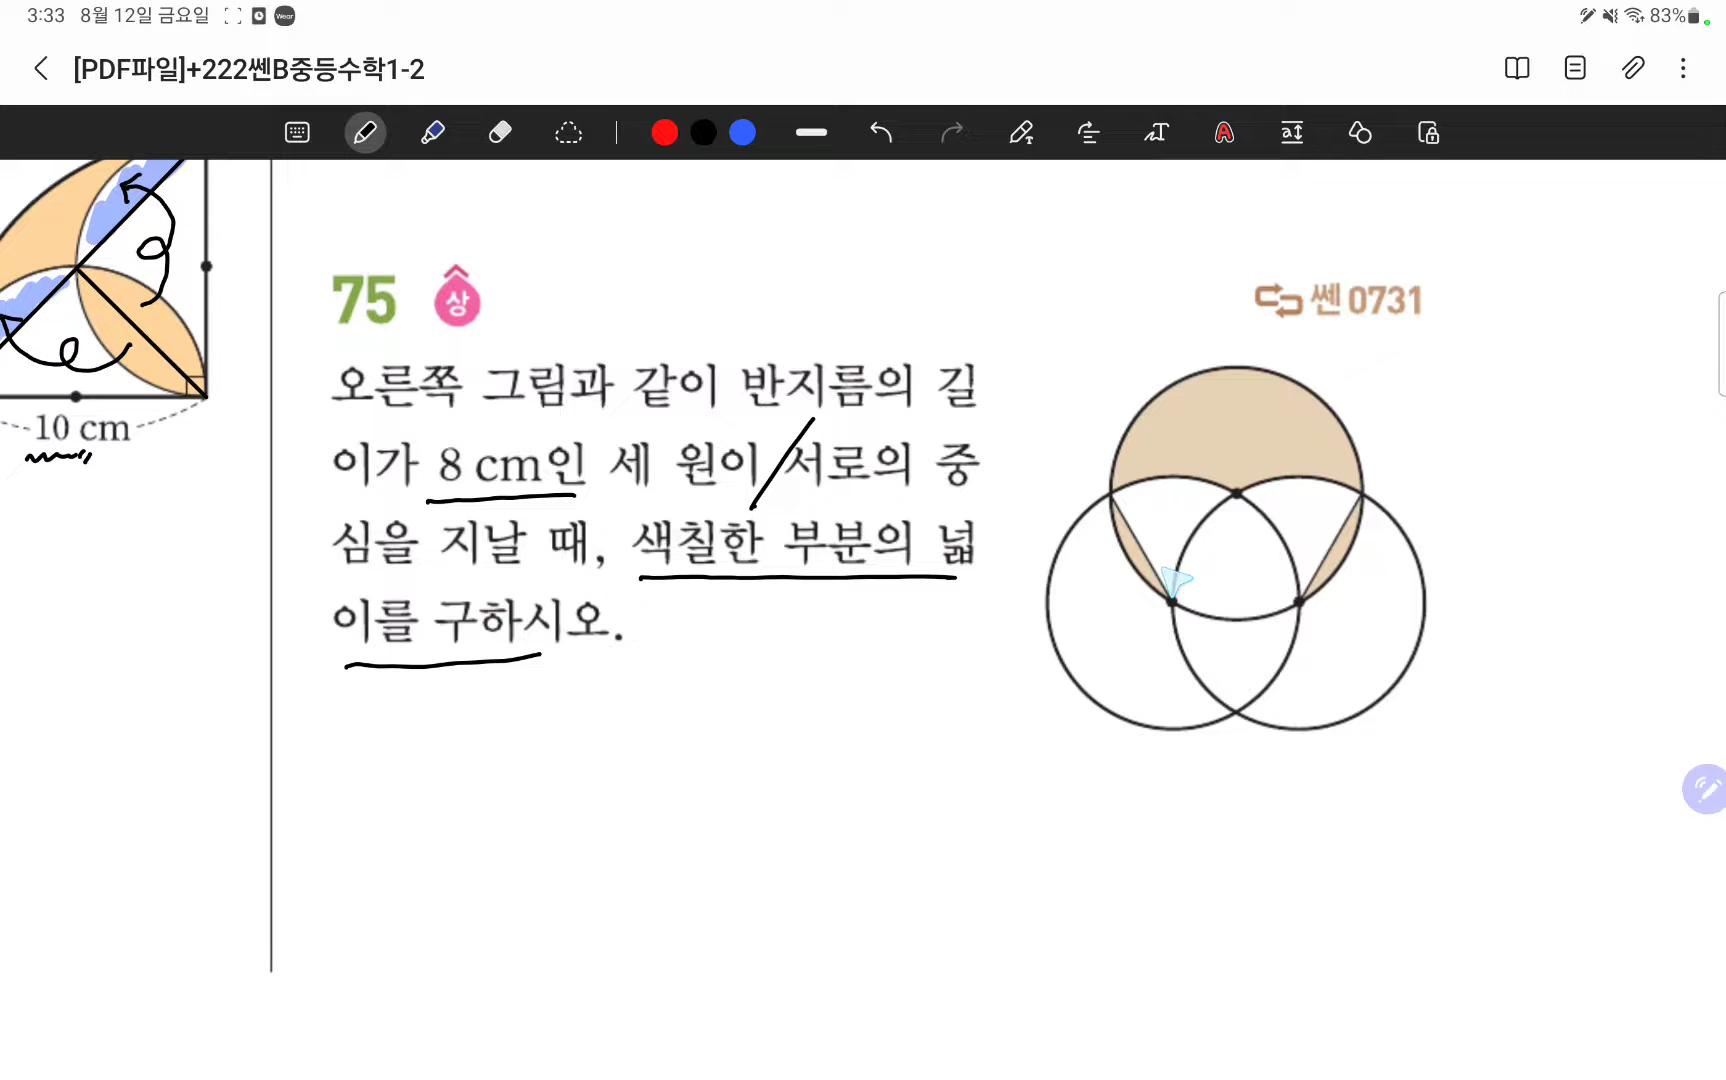 3:33 8월 12일 금요일 Wear 83%
[PDF파일]+222쎈B중등수학1-2
10 cm
75 상 쎈 0731
오른쪽 그림과 같이 반지름의 길
이가 8 cm인 세 원이 서로의 중
심을 지날 때, 색칠한 부분의 넓
이를 구하시오.